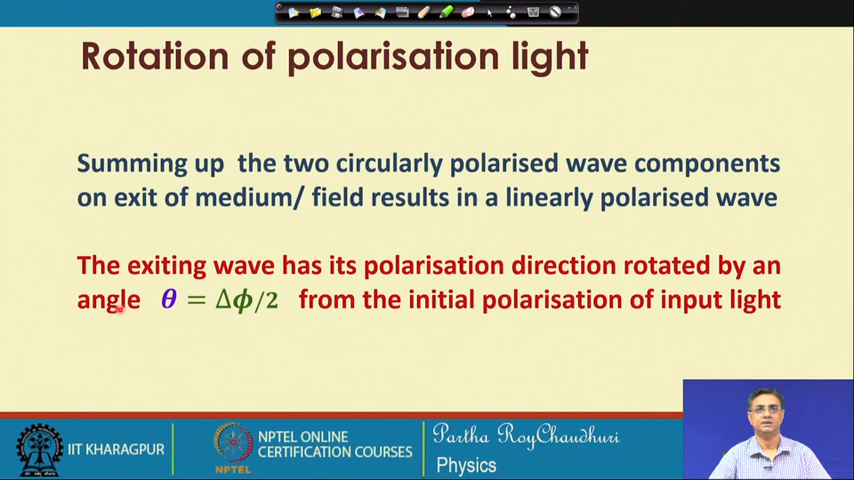 Rotation of polarisation light
Summing up the two circularly polarised wave components
on exit of medium/ field results in a linearly polarised wave
The exiting wave has its polarisation direction rotated by an
angle θ = Δϕ/2 from the initial polarisation of input light
IIT KHARAGPUR
NPTEL
NPTEL ONLINE
CERTIFICATION COURSES
Partha RoyChaudhuri
Physics